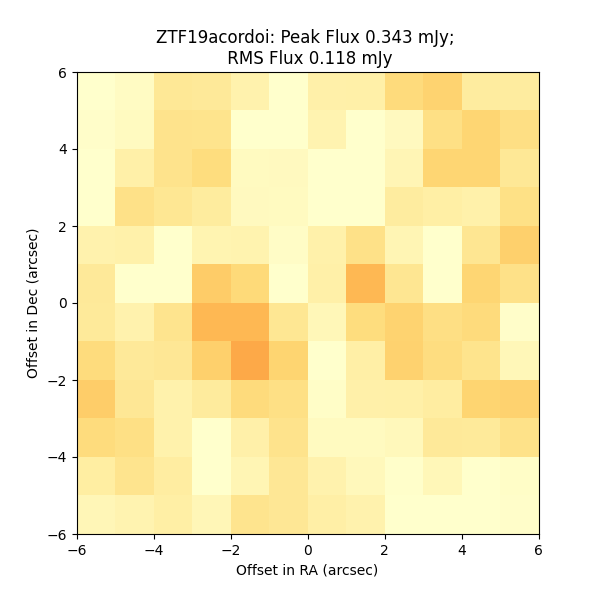 ZTF19acordoi: Peak Flux 0.343 mJy;
RMS Flux 0.118 mJy
6
4
2
0
−2
−4
−6
Offset in Dec (arcsec)
−6 −4 −2 0 2 4 6
Offset in RA (arcsec)